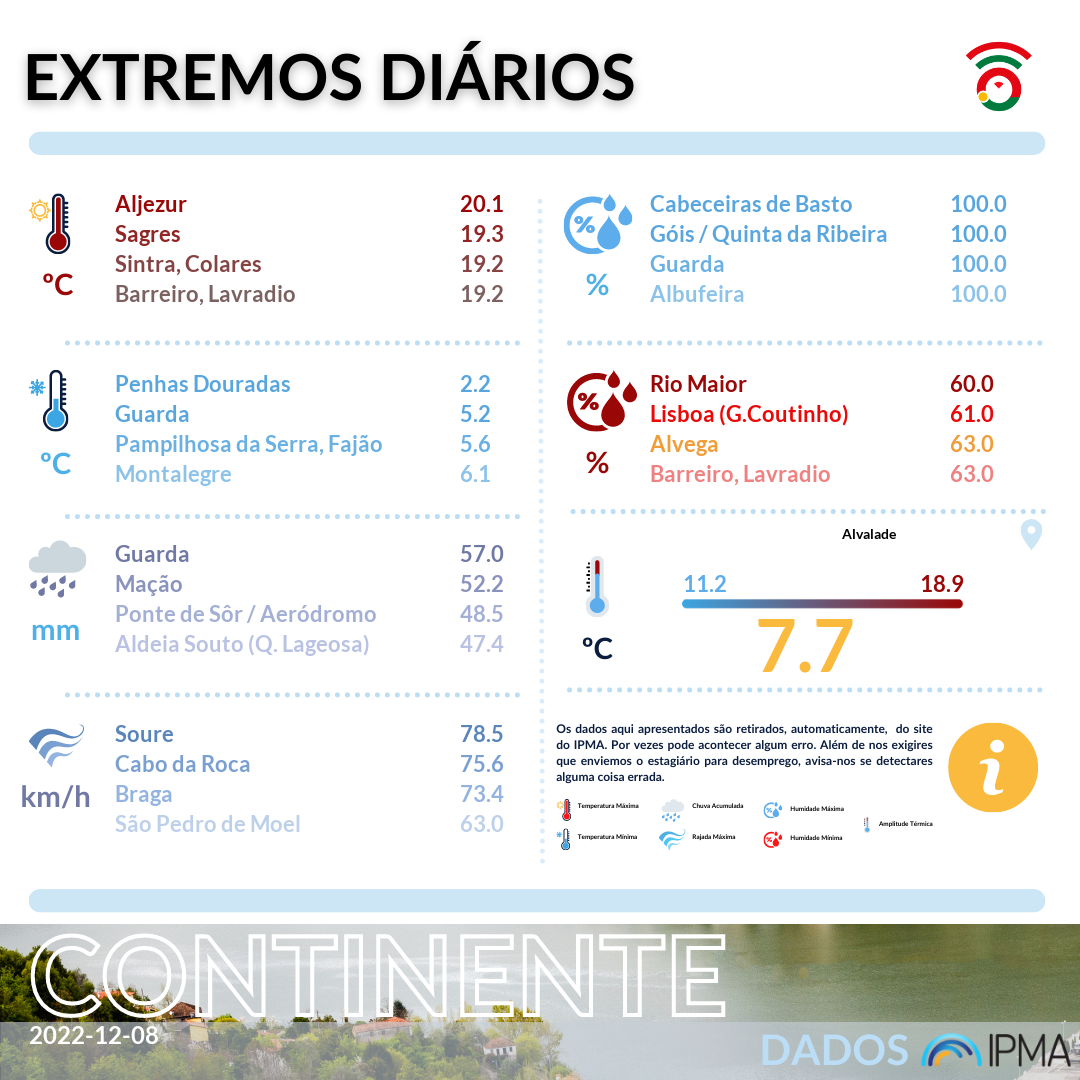 EXTREMOS DIÁRIOS
Aljezur 20.1
Sagres 19.3
Sintra, Colares 19.2
Barreiro, Lavradio 19.2
ºC
Penhas Douradas 2.2
Guarda 5.2
Pampilhosa da Serra, Fajão 5.6
Montalegre 6.1
ºC
Guarda 57.0
Mação 52.2
Ponte de Sôr / Aeródromo 48.5
Aldeia Souto (Q. Lageosa) 47.4
mm
Soure 78.5
Cabo da Roca 75.6
Braga 73.4
São Pedro de Moel 63.0
km/h
%
Cabeceiras de Basto 100.0
Góis / Quinta da Ribeira 100.0
Guarda 100.0
Albufeira 100.0
%
%
Rio Maior 60.0
Lisboa (G.Coutinho) 61.0
Alvega 63.0
Barreiro, Lavradio 63.0
%
Alvalade
11.2 18.9
7.7
ºC
Os dados aqui apresentados são retirados, automaticamente, do site
do IPMA. Por vezes pode acontecer algum erro. Além de nos exigires
que enviemos o estagiário para desemprego, avisa-nos se detectares
alguma coisa errada.
i
Temperatura Máxima Chuva Acumulada % Humidade Máxima
Amplitude Térmica
Temperatura Mínima Rajada Máxima % Humidade Mínima
CONTINENTE
2022-12-08
DADOS IPMA